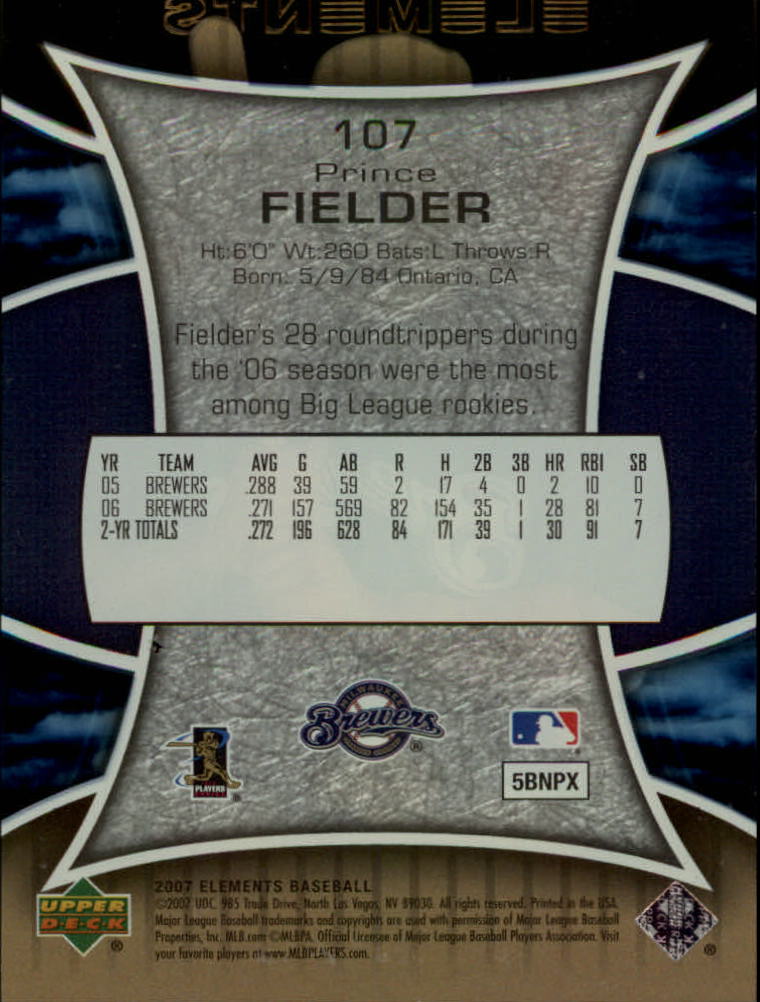 ELEMENTS
107
Prince
FIELDER
Ht:6'0" Wt:260 Bats:L Throws:R
Born: 5/9/84 Ontario, CA
Fielder's 28 roundtrippers during
the '06 season were the most
among Big League rookies.
YR TEAM AVG G AB R H 2B 3B HR RBI SB
05 BREWERS .288 39 59 2 17 4 0 2 10 0
06 BREWERS .271 157 569 82 154 35 1 28 81 7
2-YR TOTALS .272 196 628 84 171 39 1 30 91 7
MILWAUKEE
Brewers ®
PLAYERS
CHOICE ®
5BNPX
2007 ELEMENTS BASEBALL
©2007 UDC. 985 Trade Drive, North Las Vegas, NV 89030. All rights reserved. Printed in the USA.
Major League Baseball trademarks and copyrights are used with permission of Major League Baseball
Properties, Inc. MLB.com ©MLBPA. Official Licensee of Major League Baseball Players Association. Visit
your favorite players at www.MLBPLAYERS.com.
UPPER
D·E·C·K ®